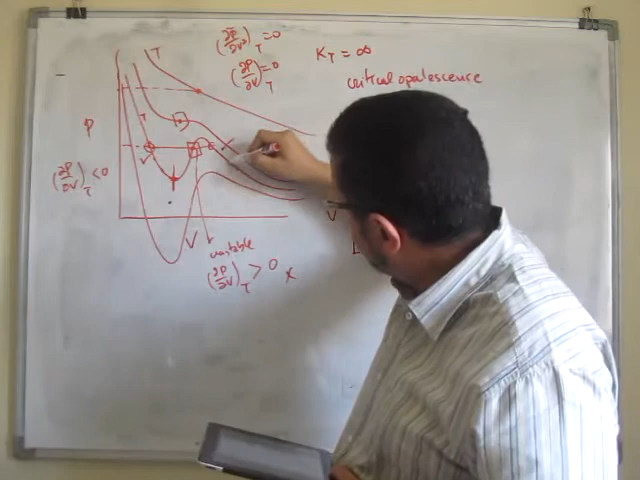 (∂²P/∂V²)_T = 0
(∂P/∂V)_T = 0
K_T = ∞
critical opalescence
T
P
(∂P/∂V)_T < 0
V
unstable
(∂P/∂V)_T > 0 x